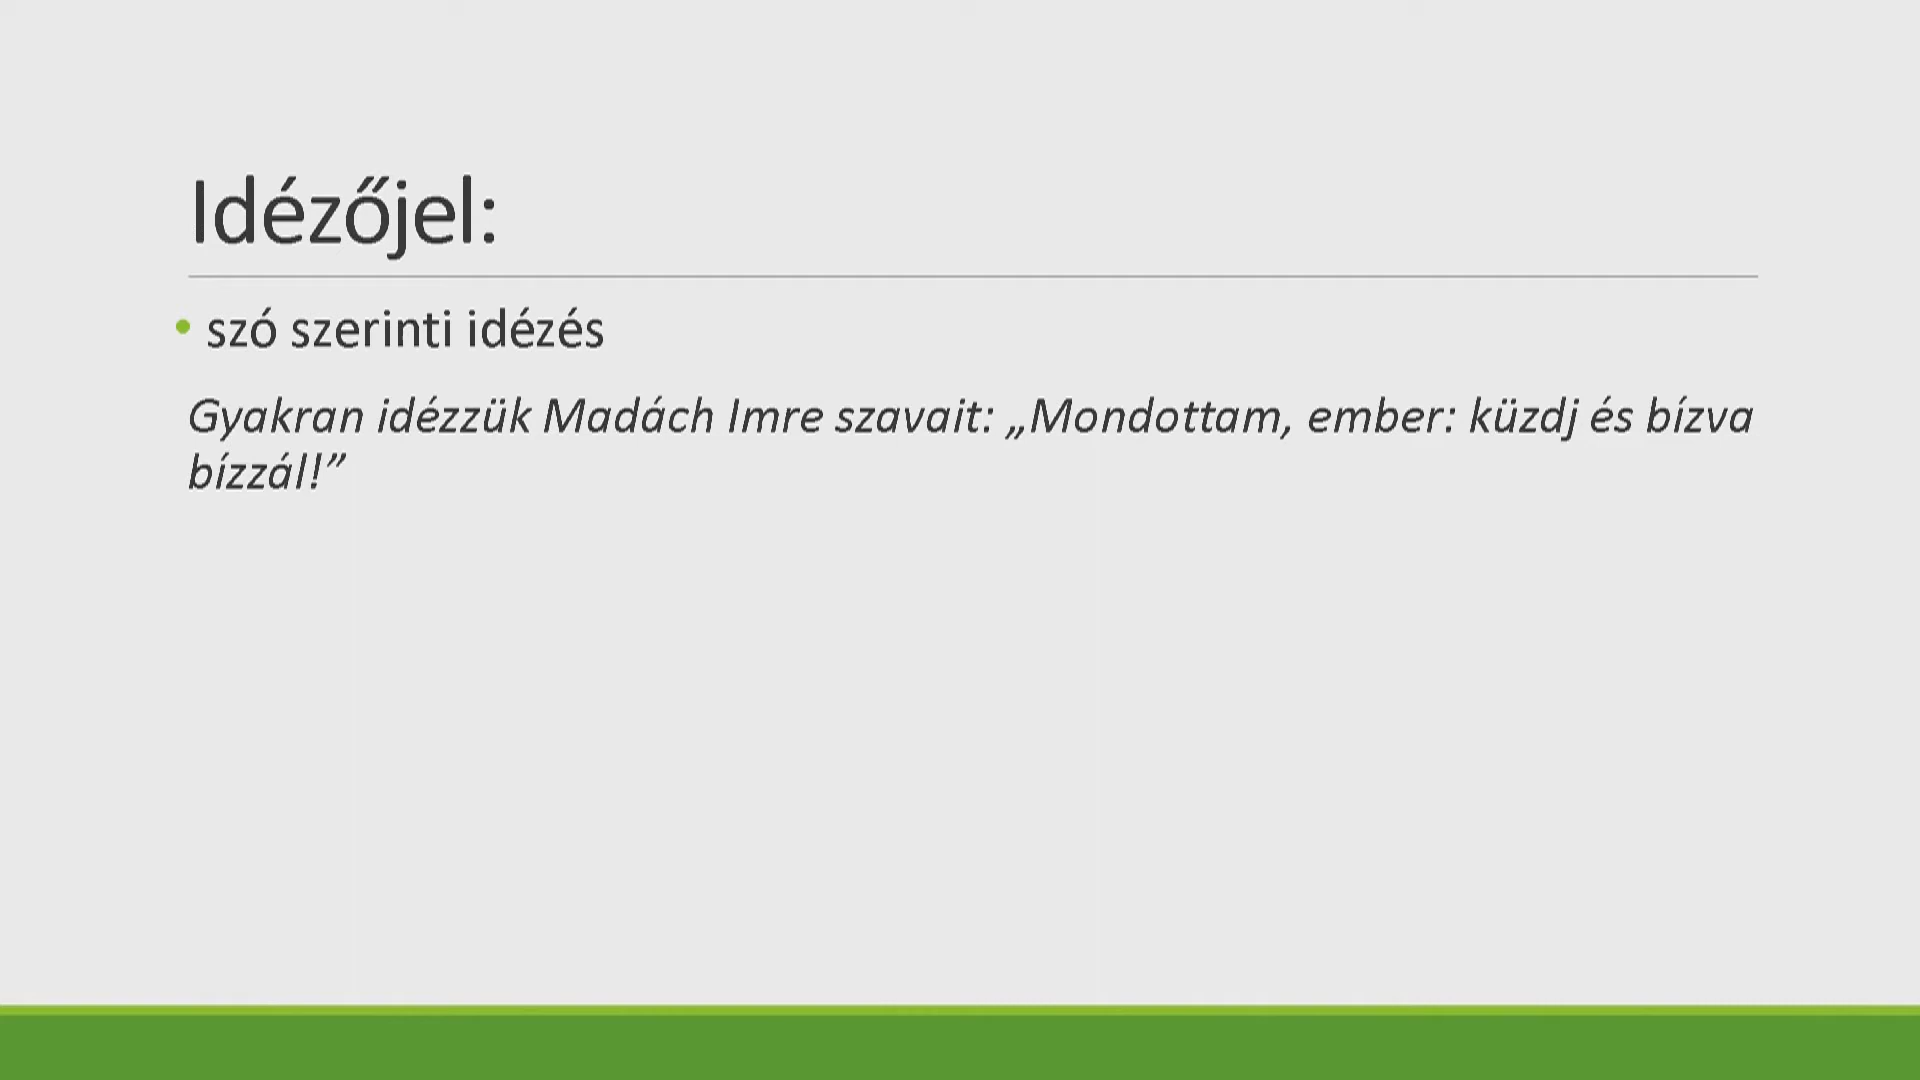 Idézőjel:
• szó szerinti idézés
Gyakran idézzük Madách Imre szavait: „Mondottam, ember: küzdj és bízva
bízzál!”